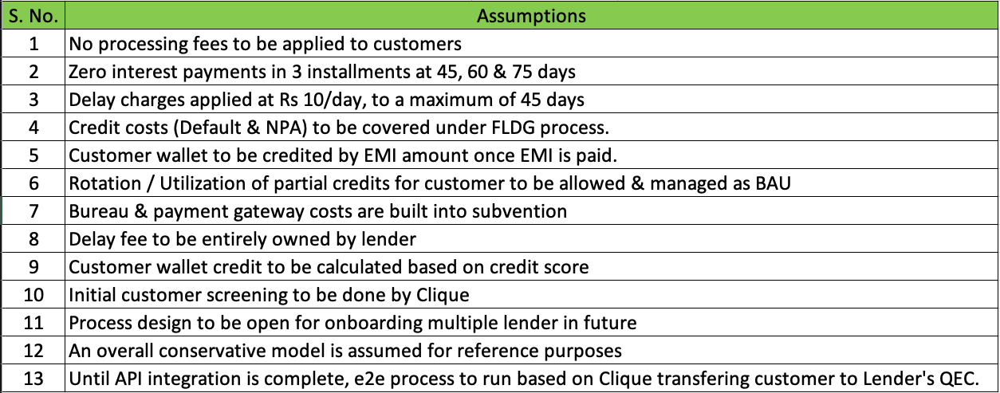 S. No. Assumptions
1 No processing fees to be applied to customers
2 Zero interest payments in 3 installments at 45, 60 & 75 days
3 Delay charges applied at Rs 10/day, to a maximum of 45 days
4 Credit costs (Default & NPA) to be covered under FLDG process.
5 Customer wallet to be credited by EMI amount once EMI is paid.
6 Rotation / Utilization of partial credits for customer to be allowed & managed as BAU
7 Bureau & payment gateway costs are built into subvention
8 Delay fee to be entirely owned by lender
9 Customer wallet credit to be calculated based on credit score
10 Initial customer screening to be done by Clique
11 Process design to be open for onboarding multiple lender in future
12 An overall conservative model is assumed for reference purposes
13 Until API integration is complete, e2e process to run based on Clique transfering customer to Lender's QEC.